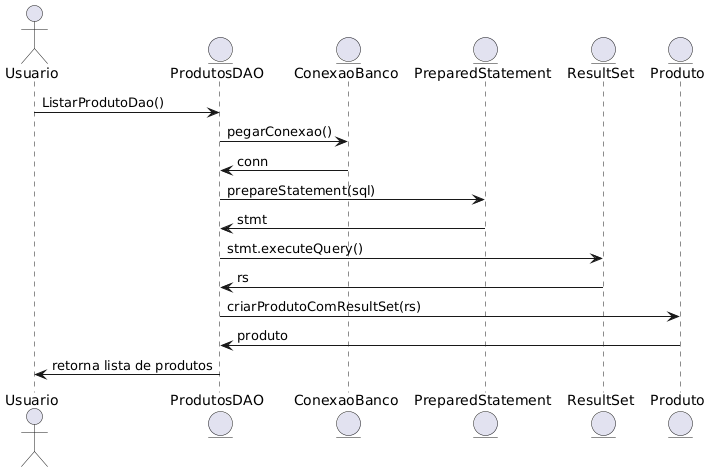 Usuario ProdutosDAO ConexaoBanco PreparedStatement ResultSet Produto
ListarProdutoDao()
pegarConexao()
conn
prepareStatement(sql)
stmt
stmt.executeQuery()
rs
criarProdutoComResultSet(rs)
produto
retorna lista de produtos
Usuario ProdutosDAO ConexaoBanco PreparedStatement ResultSet Produto